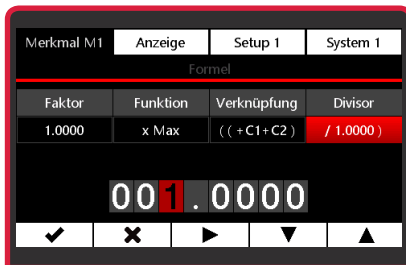 Merkmal M1 Anzeige Setup 1 System 1
Formel
Faktor Funktion Verknüpfung Divisor
1.0000 x Max ( ( +C1+C2 ) / 1.0000 )
001.0000